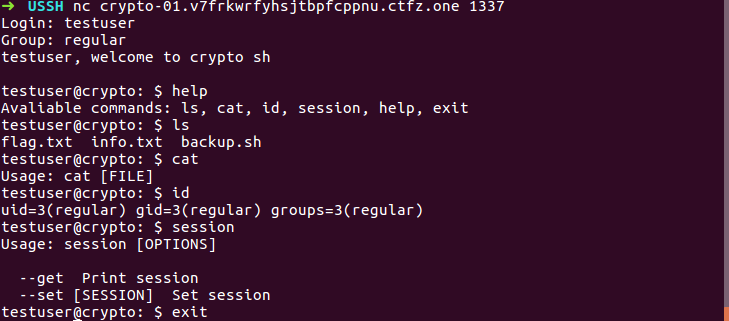 ➜ USSH nc crypto-01.v7frkwrfyhsjtbpfcppnu.ctfz.one 1337
Login: testuser
Group: regular
testuser, welcome to crypto sh
testuser@crypto: $ help
Avaliable commands: ls, cat, id, session, help, exit
testuser@crypto: $ ls
flag.txt  info.txt  backup.sh
testuser@crypto: $ cat
Usage: cat [FILE]
testuser@crypto: $ id
uid=3(regular) gid=3(regular) groups=3(regular)
testuser@crypto: $ session
Usage: session [OPTIONS]
--get  Print session
--set [SESSION]  Set session
testuser@crypto: $ exit